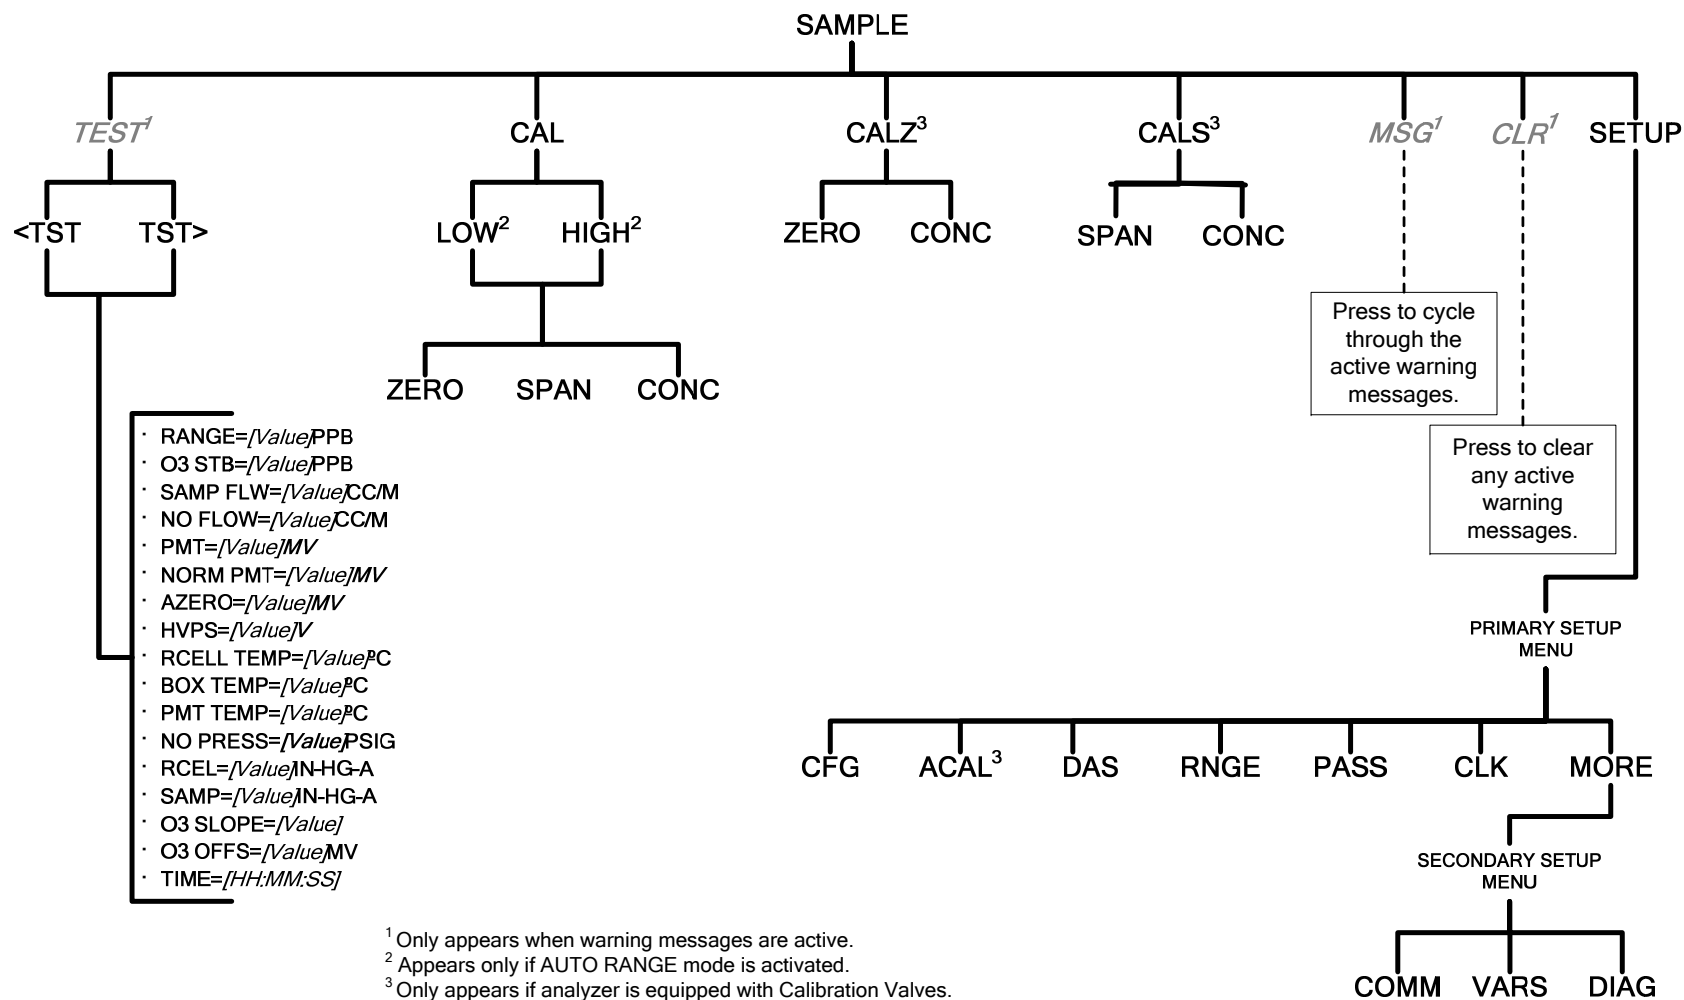 SAMPLE
TEST¹ CAL CALZ³ CALS³ MSG¹ CLR¹ SETUP
<TST TST> LOW² HIGH² ZERO CONC SPAN CONC
Press to cycle
through the
active warning
messages.
ZERO SPAN CONC
Press to clear
any active
warning
messages.
· RANGE=[Value]PPB
· O3 STB=[Value]PPB
· SAMP FLW=[Value]CC/M
· NO FLOW=[Value]CC/M
· PMT=[Value]MV
· NORM PMT=[Value]MV
· AZERO=[Value]MV
· HVPS=[Value]V
· RCELL TEMP=[Value]ºC
· BOX TEMP=[Value]ºC
· PMT TEMP=[Value]ºC
· NO PRESS=[Value]PSIG
· RCEL=[Value]IN-HG-A
· SAMP=[Value]IN-HG-A
· O3 SLOPE=[Value]
· O3 OFFS=[Value]MV
· TIME=[HH:MM:SS]
PRIMARY SETUP
MENU
CFG ACAL³ DAS RNGE PASS CLK MORE
SECONDARY SETUP
MENU
COMM VARS DIAG
¹ Only appears when warning messages are active.
² Appears only if AUTO RANGE mode is activated.
³ Only appears if analyzer is equipped with Calibration Valves.